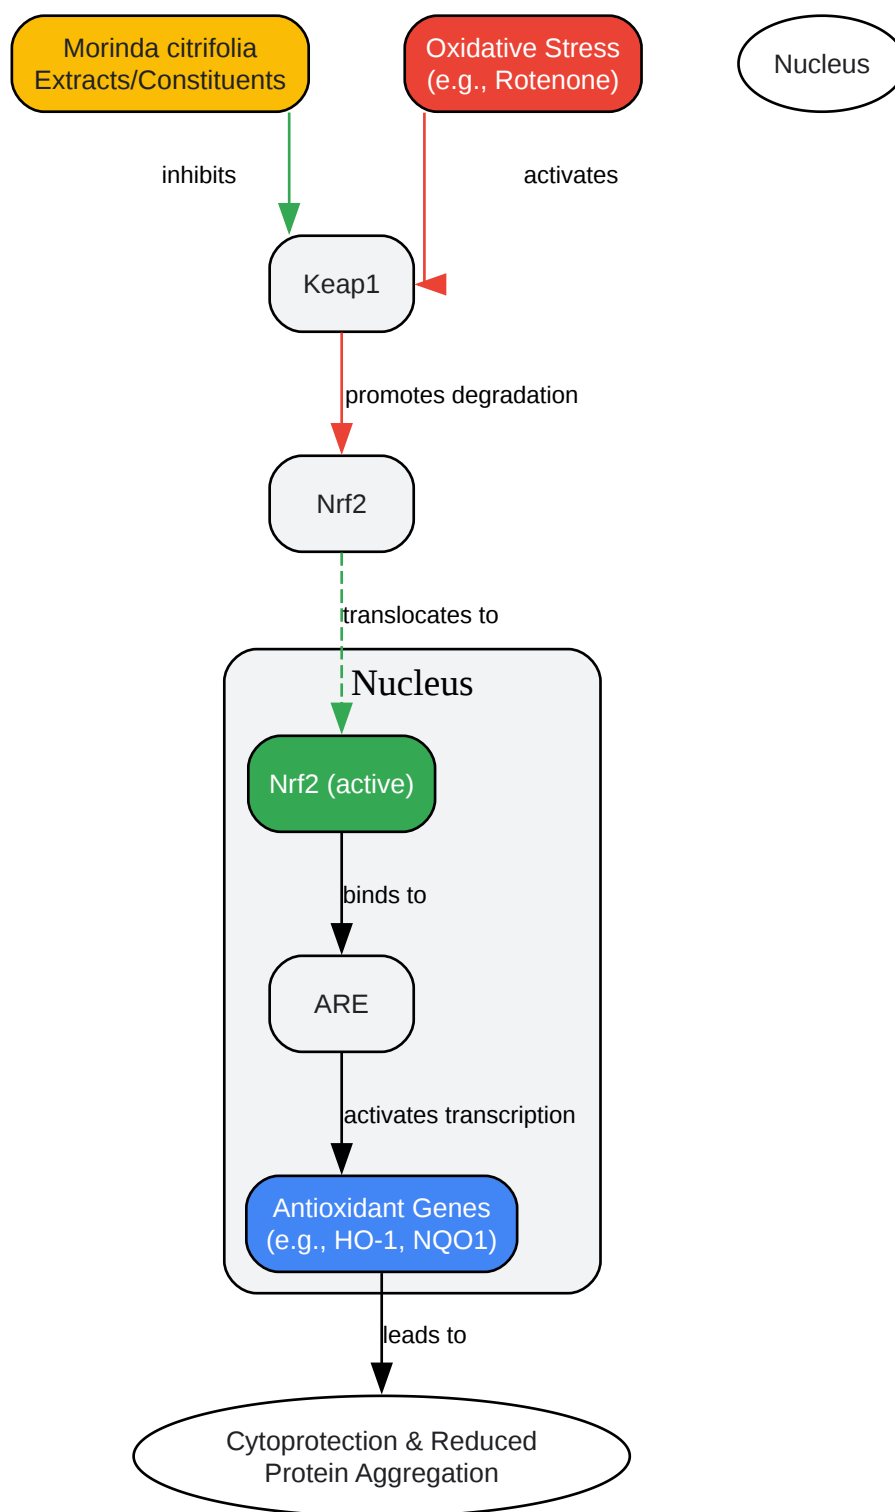 Morinda citrifolia
Extracts/Constituents
Oxidative Stress
(e.g., Rotenone)
Nucleus
inhibits
activates
Keap1
promotes degradation
Nrf2
translocates to
Nucleus
Nrf2 (active)
binds to
ARE
activates transcription
Antioxidant Genes
(e.g., HO-1, NQO1)
leads to
Cytoprotection & Reduced
Protein Aggregation